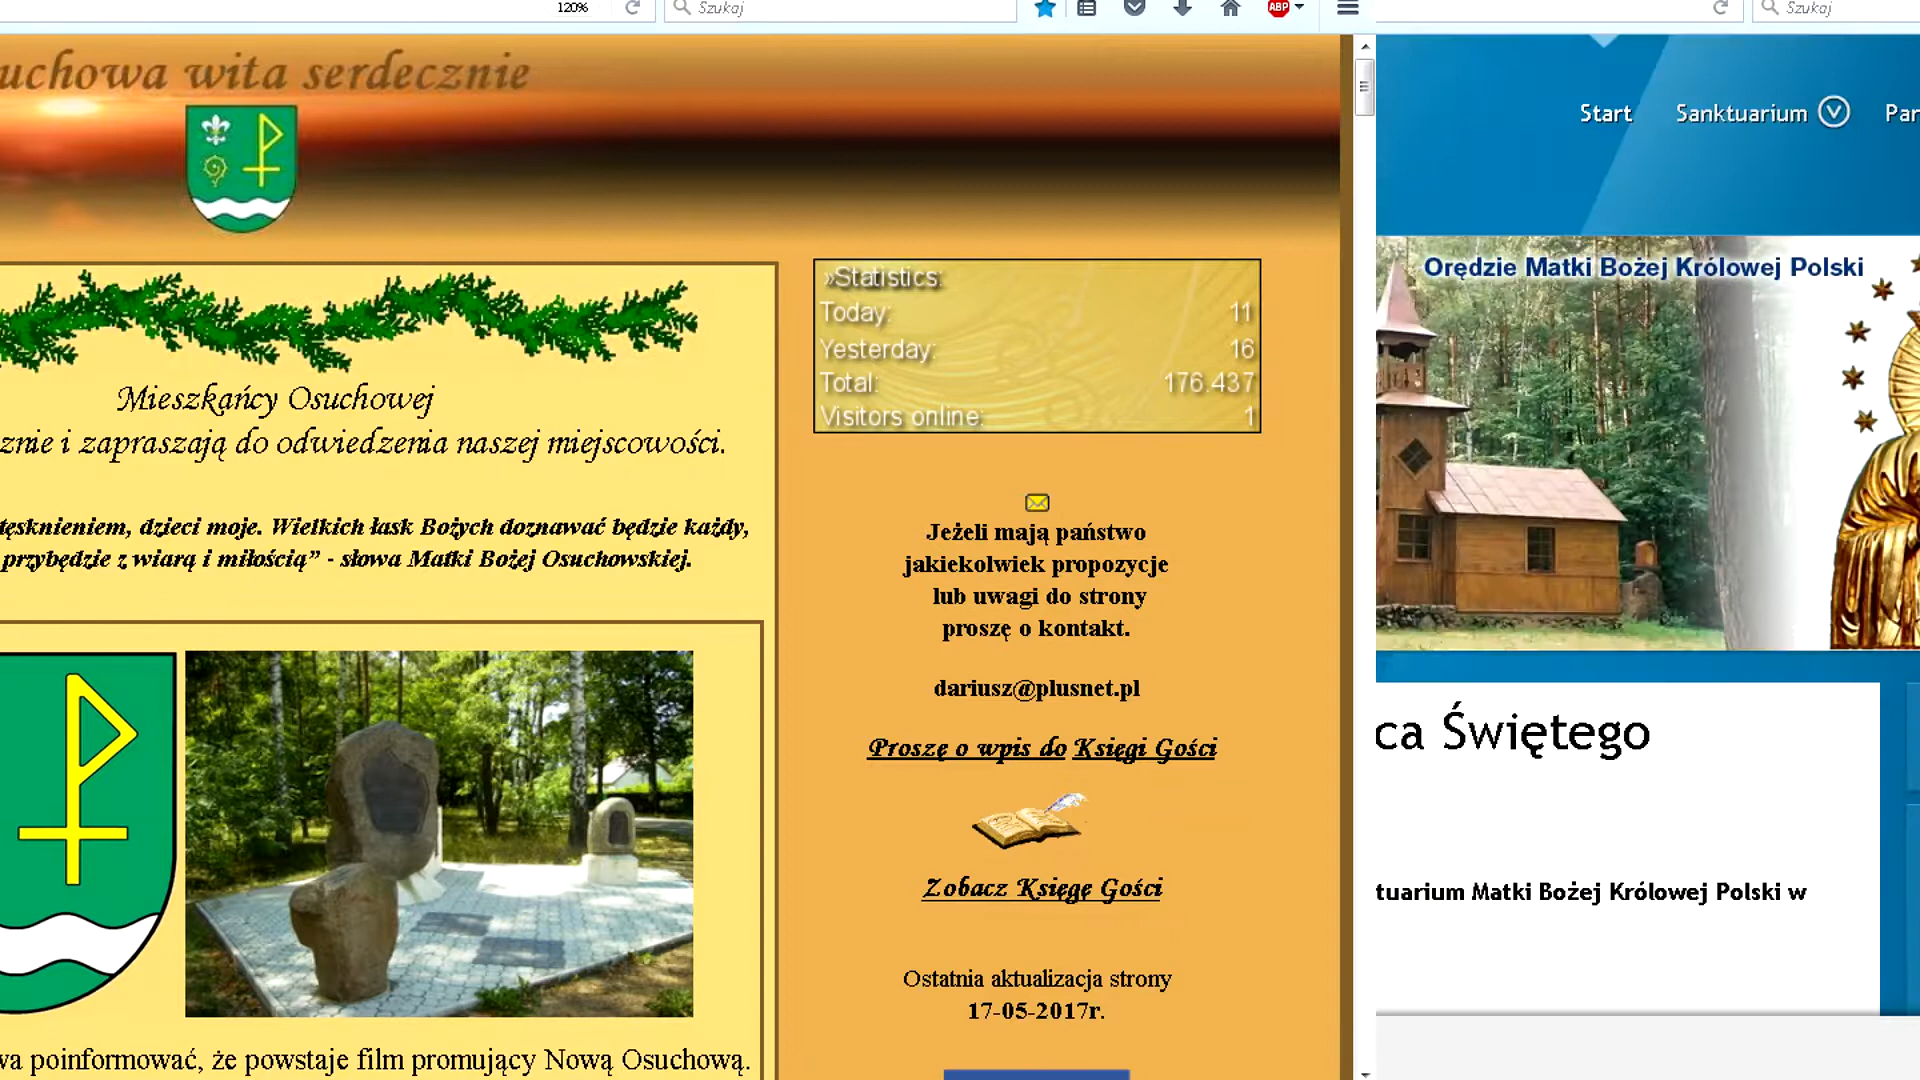 120%
Szukaj
ABP
Szukaj
uchowa wita serdecznie
Start
Sanktuarium
Par
Orędzie Matki Bożej Królowej Polski
»Statistics:
Today: 11
Yesterday: 16
Total: 176.437
Visitors online: 1
Mieszkańcy Osuchowej
znie i zapraszają do odwiedzenia naszej miejscowości.
tęsknieniem, dzieci moje. Wielkich łask Bożych doznawać będzie każdy,
przybędzie z wiarą i miłością” - słowa Matki Bożej Osuchowskiej.
Jeżeli mają państwo
jakiekolwiek propozycje
lub uwagi do strony
proszę o kontakt.
dariusz@plusnet.pl
Proszę o wpis do Księgi Gości
Zobacz Księgę Gości
Ostatnia aktualizacja strony
17-05-2017r.
wa poinformować, że powstaje film promujący Nową Osuchową.
ca Świętego
tuarium Matki Bożej Królowej Polski w